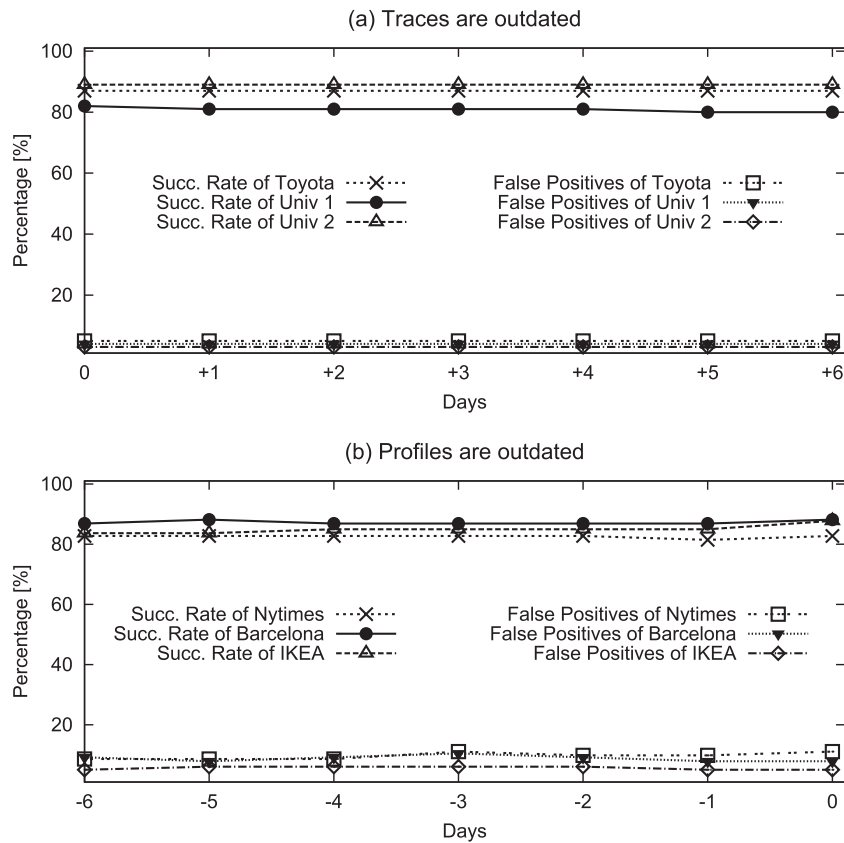 (a) Traces are outdated
100
80
60
40
20
Percentage [%]
Succ. Rate of Toyota
Succ. Rate of Univ 1
Succ. Rate of Univ 2
False Positives of Toyota
False Positives of Univ 1
False Positives of Univ 2
0 +1 +2 +3 +4 +5 +6
Days
(b) Profiles are outdated
100
80
60
40
20
Percentage [%]
Succ. Rate of Nytimes
Succ. Rate of Barcelona
Succ. Rate of IKEA
False Positives of Nytimes
False Positives of Barcelona
False Positives of IKEA
-6 -5 -4 -3 -2 -1 0
Days